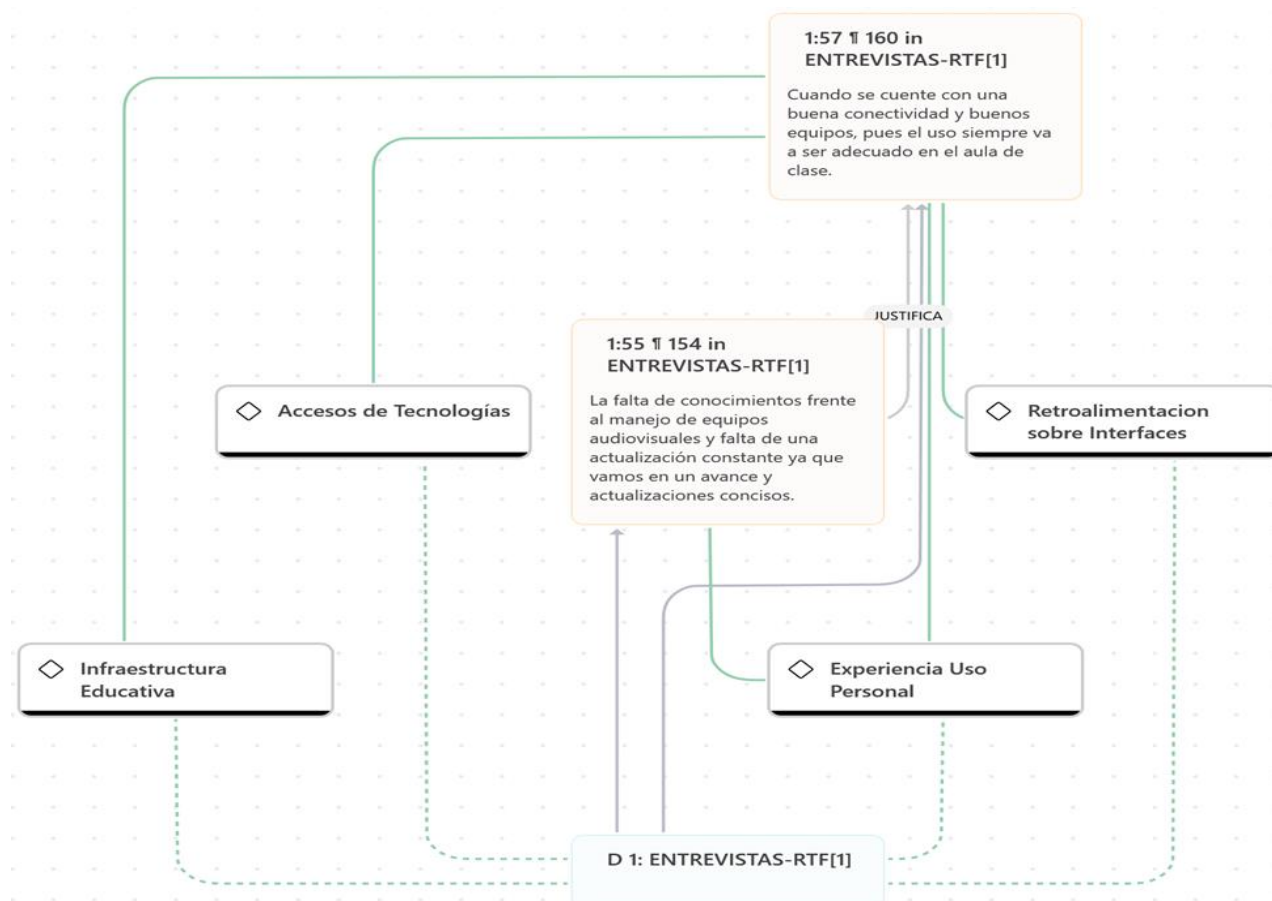 1:57 ¶ 160 in
ENTREVISTAS-RTF[1]
Cuando se cuente con una
buena conectividad y buenos
equipos, pues el uso siempre va
a ser adecuado en el aula de
clase.
JUSTIFICA
1:55 ¶ 154 in
ENTREVISTAS-RTF[1]
La falta de conocimientos frente
al manejo de equipos
audiovisuales y falta de una
actualización constante ya que
vamos en un avance y
actualizaciones concisos.
Accesos de Tecnologías
Retroalimentacion
sobre Interfaces
Infraestructura
Educativa
Experiencia Uso
Personal
D 1: ENTREVISTAS-RTF[1]